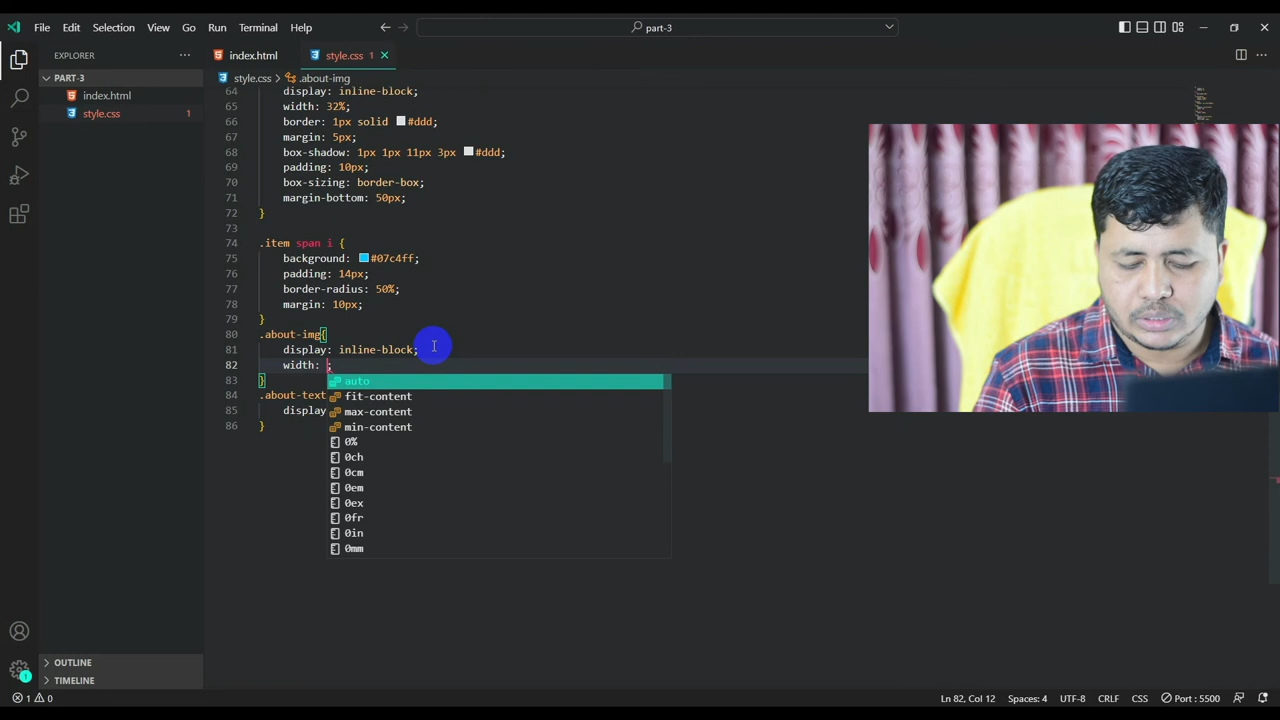 File Edit Selection View Go Run Terminal Help
part-3
EXPLORER
index.html
style.css 1
PART-3
style.css > .about-img
index.html
style.css 1
64 display: inline-block;
65 width: 32%;
66 border: 1px solid #ddd;
67 margin: 5px;
68 box-shadow: 1px 1px 11px 3px #ddd;
69 padding: 10px;
70 box-sizing: border-box;
71 margin-bottom: 50px;
72 }
73
74 .item span i {
75 background: #07c4ff;
76 padding: 14px;
77 border-radius: 50%;
78 margin: 10px;
79 }
80 .about-img{
81 display: inline-block;
82 width: ;
83 }
84 .about-text
85 display
86 }
auto
fit-content
max-content
min-content
0%
0ch
0cm
0em
0ex
0fr
0in
0mm
OUTLINE
TIMELINE
1
1 0
Ln 82, Col 12 Spaces: 4 UTF-8 CRLF CSS Port : 5500